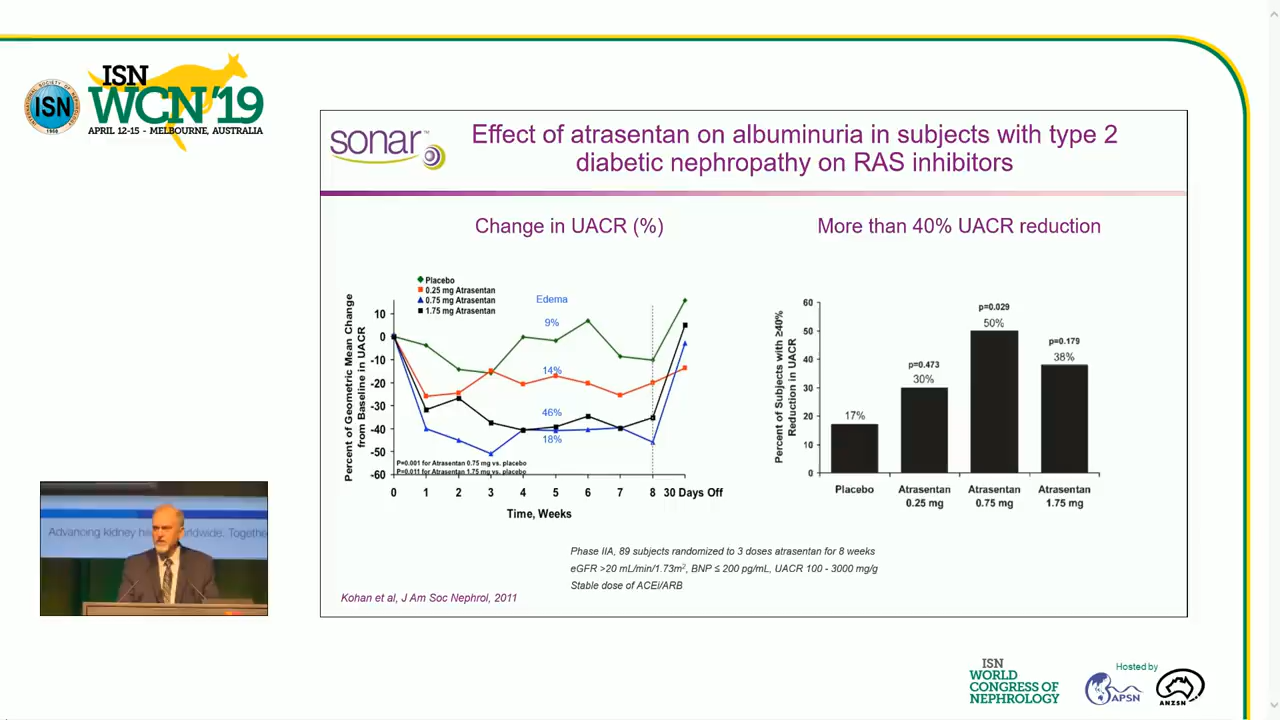 ISN
WCN'19
APRIL 12-15 - MELBOURNE, AUSTRALIA
ISN
1960
sonar™
Effect of atrasentan on albuminuria in subjects with type 2
diabetic nephropathy on RAS inhibitors
Change in UACR (%)
Percent of Geometric Mean Change
from Baseline in UACR
Placebo
0.25 mg Atrasentan
0.75 mg Atrasentan
1.75 mg Atrasentan
Edema
9%
14%
46%
18%
10
0
-10
-20
-30
-40
-50
-60
P=0.001 for Atrasentan 0.75 mg vs. placebo
P=0.011 for Atrasentan 1.75 mg vs. placebo
0 1 2 3 4 5 6 7 8 30 Days Off
Time, Weeks
More than 40% UACR reduction
Percent of Subjects with ≥40%
Reduction in UACR
60
50
40
30
20
10
0
17%
p=0.473
30%
p=0.029
50%
p=0.179
38%
Placebo
Atrasentan
0.25 mg
Atrasentan
0.75 mg
Atrasentan
1.75 mg
Phase IIA, 89 subjects randomized to 3 doses atrasentan for 8 weeks
eGFR >20 mL/min/1.73m², BNP ≤ 200 pg/mL, UACR 100 - 3000 mg/g
Stable dose of ACEi/ARB
Kohan et al, J Am Soc Nephrol, 2011
Advancing kidney worldwide. Together
ISN
WORLD
CONGRESS OF
NEPHROLOGY
Hosted by
APSN
ANZSN